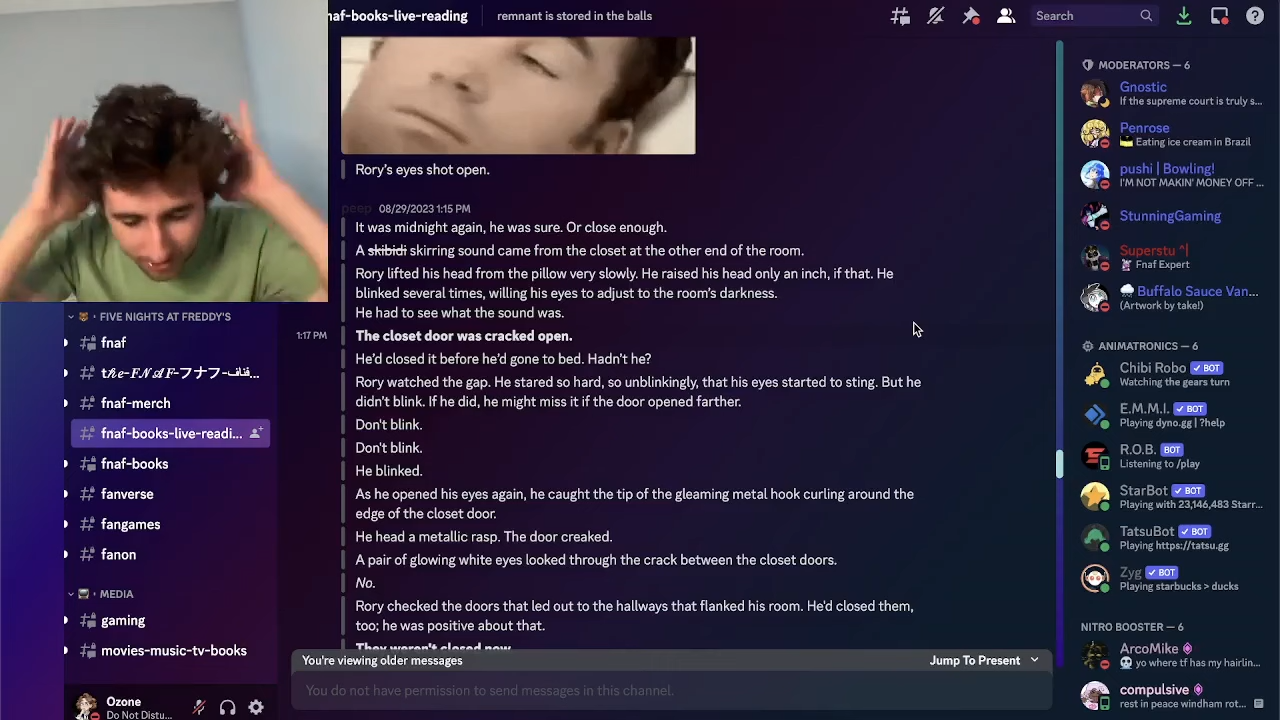 fnaf-books-live-reading
remnant is stored in the balls
Search
Rory's eyes shot open.
peep 08/29/2023 1:15 PM
It was midnight again, he was sure. Or close enough.
A skibidi skirring sound came from the closet at the other end of the room.
Rory lifted his head from the pillow very slowly. He raised his head only an inch, if that. He
blinked several times, willing his eyes to adjust to the room's darkness.
He had to see what the sound was.
1:17 PM
The closet door was cracked open.
He'd closed it before he'd gone to bed. Hadn't he?
Rory watched the gap. He stared so hard, so unblinkingly, that his eyes started to sting. But he
didn't blink. If he did, he might miss it if the door opened farther.
Don't blink.
Don't blink.
He blinked.
As he opened his eyes again, he caught the tip of the gleaming metal hook curling around the
edge of the closet door.
He head a metallic rasp. The door creaked.
A pair of glowing white eyes looked through the crack between the closet doors.
No.
Rory checked the doors that led out to the hallways that flanked his room. He'd closed them,
too; he was positive about that.
They weren't closed now.
You're viewing older messages
Jump To Present
You do not have permission to send messages in this channel.
FIVE NIGHTS AT FREDDY'S
fnaf
the-FNAF-フナフ-فناف...
fnaf-merch
fnaf-books-live-readi...
fnaf-books
fanverse
fangames
fanon
MEDIA
gaming
movies-music-tv-books
Ozone
Do Not Distu...
MODERATORS — 6
Gnostic
If the supreme court is truly s...
Penrose
Eating ice cream in Brazil
pushi | Bowling!
I'M NOT MAKIN' MONEY OFF ...
StunningGaming
Superstu ^|
Fnaf Expert
Buffalo Sauce Van...
(Artwork by take!)
ANIMATRONICS — 6
Chibi Robo BOT
Watching the gears turn
E.M.M.I. BOT
Playing dyno.gg | ?help
R.O.B. BOT
Listening to /play
StarBot BOT
Playing with 23,146,483 Starr...
TatsuBot BOT
Playing https://tatsu.gg
Zyg BOT
Playing starbucks > ducks
NITRO BOOSTER — 6
ArcoMike
yo where tf has my hairlin...
compulsive
rest in peace windham rot...